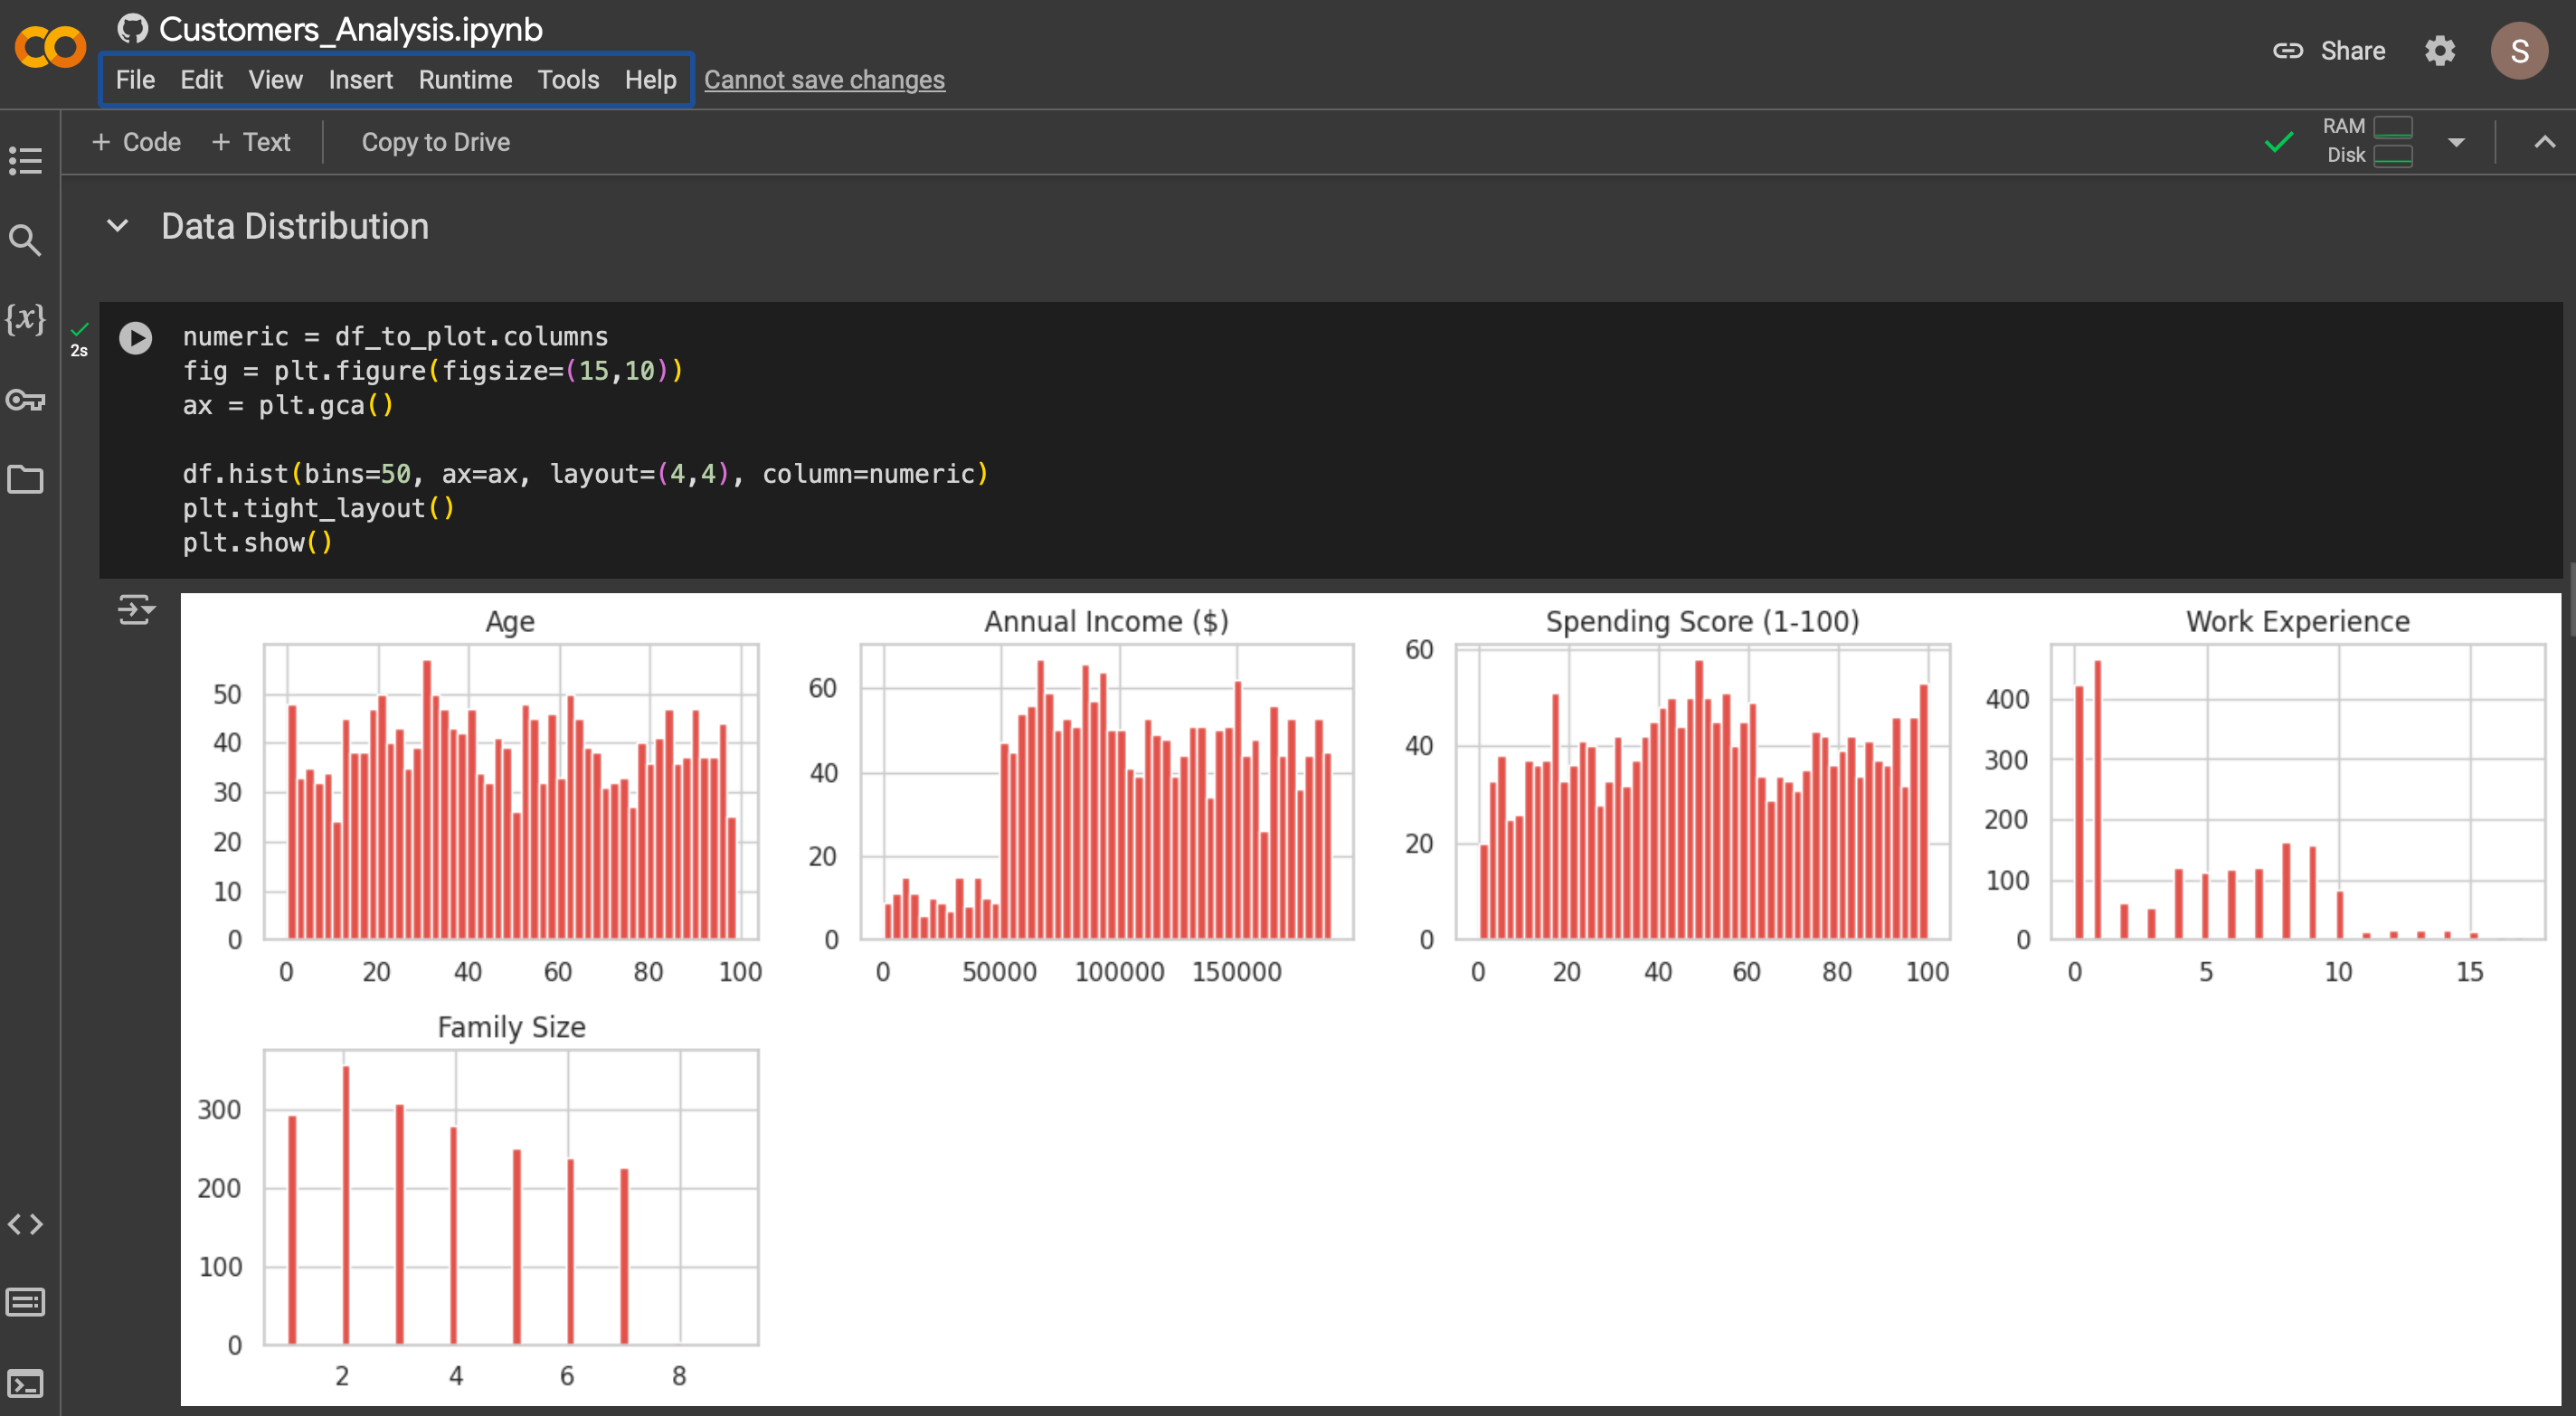 Customers_Analysis.ipynb
File Edit View Insert Runtime Tools Help Cannot save changes
Share
S
+ Code + Text Copy to Drive
RAM
Disk
Data Distribution
{x}
2s
numeric = df_to_plot.columns
fig = plt.figure(figsize=(15,10))
ax = plt.gca()
df.hist(bins=50, ax=ax, layout=(4,4), column=numeric)
plt.tight_layout()
plt.show()
Age
50
40
30
20
10
0
0 20 40 60 80 100
Annual Income ($)
60
40
20
0
0 50000 100000 150000
Spending Score (1-100)
60
40
20
0
0 20 40 60 80 100
Work Experience
400
300
200
100
0
0 5 10 15
Family Size
300
200
100
0
2 4 6 8